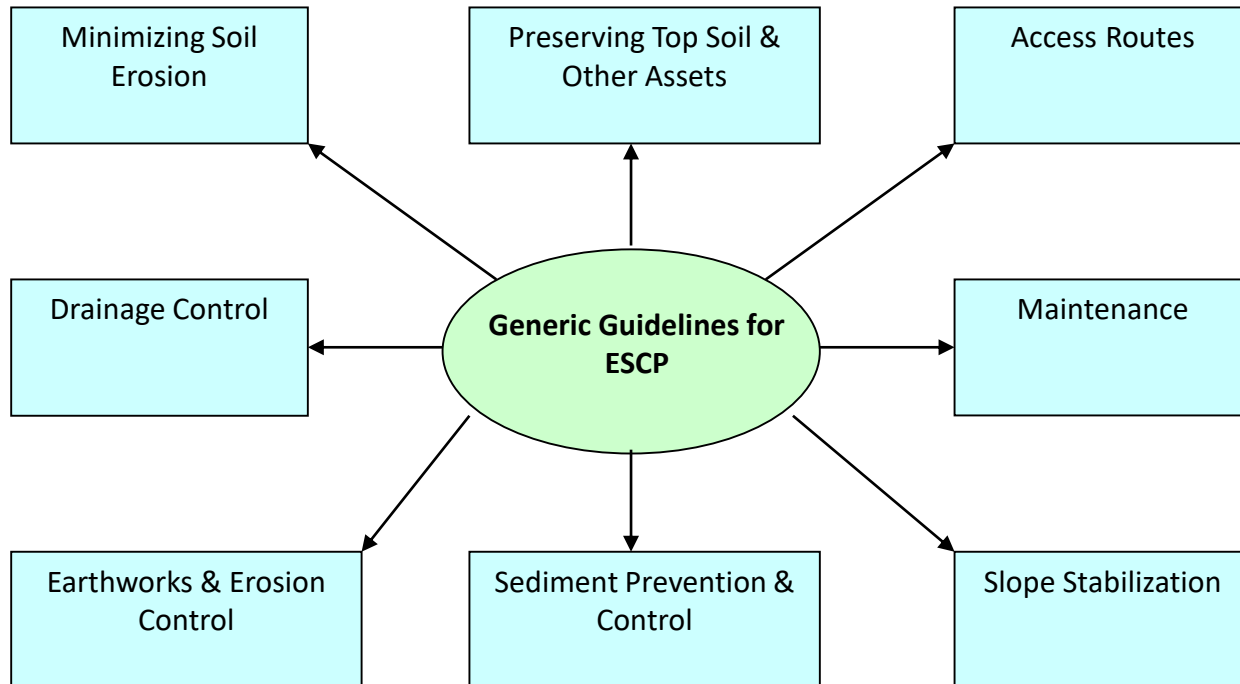 Minimizing Soil
Erosion
Preserving Top Soil &
Other Assets
Access Routes
Drainage Control
Generic Guidelines for
ESCP
Maintenance
Earthworks & Erosion
Control
Sediment Prevention &
Control
Slope Stabilization